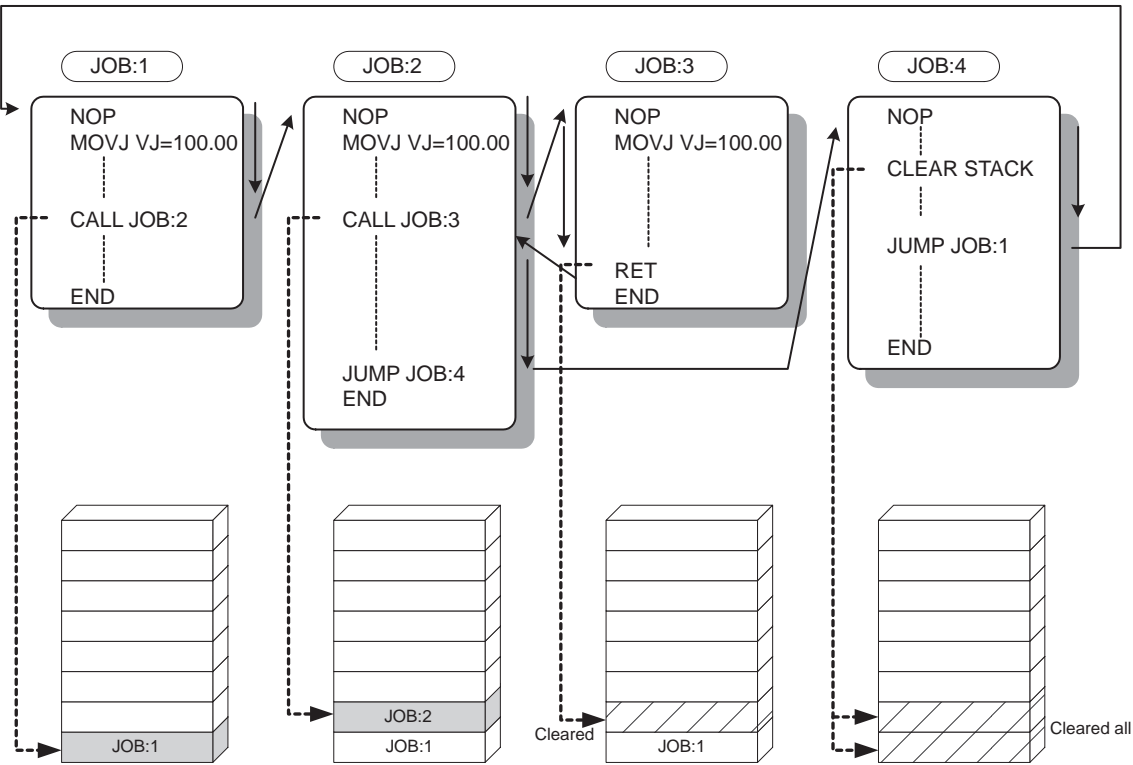 JOB:1
NOP
MOVJ VJ=100.00
CALL JOB:2
END
JOB:2
NOP
MOVJ VJ=100.00
CALL JOB:3
JUMP JOB:4
END
JOB:3
NOP
MOVJ VJ=100.00
RET
END
JOB:4
NOP
CLEAR STACK
JUMP JOB:1
END
JOB:1
JOB:2
JOB:1
Cleared
JOB:1
Cleared all